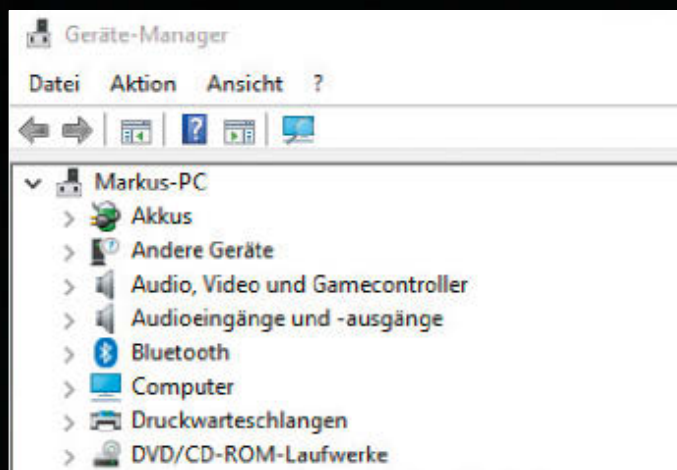 Geräte-Manager
Datei Aktion Ansicht ?
Markus-PC
Akkus
Andere Geräte
Audio, Video und Gamecontroller
Audioeingänge und -ausgänge
Bluetooth
Computer
Druckwarteschlangen
DVD/CD-ROM-Laufwerke